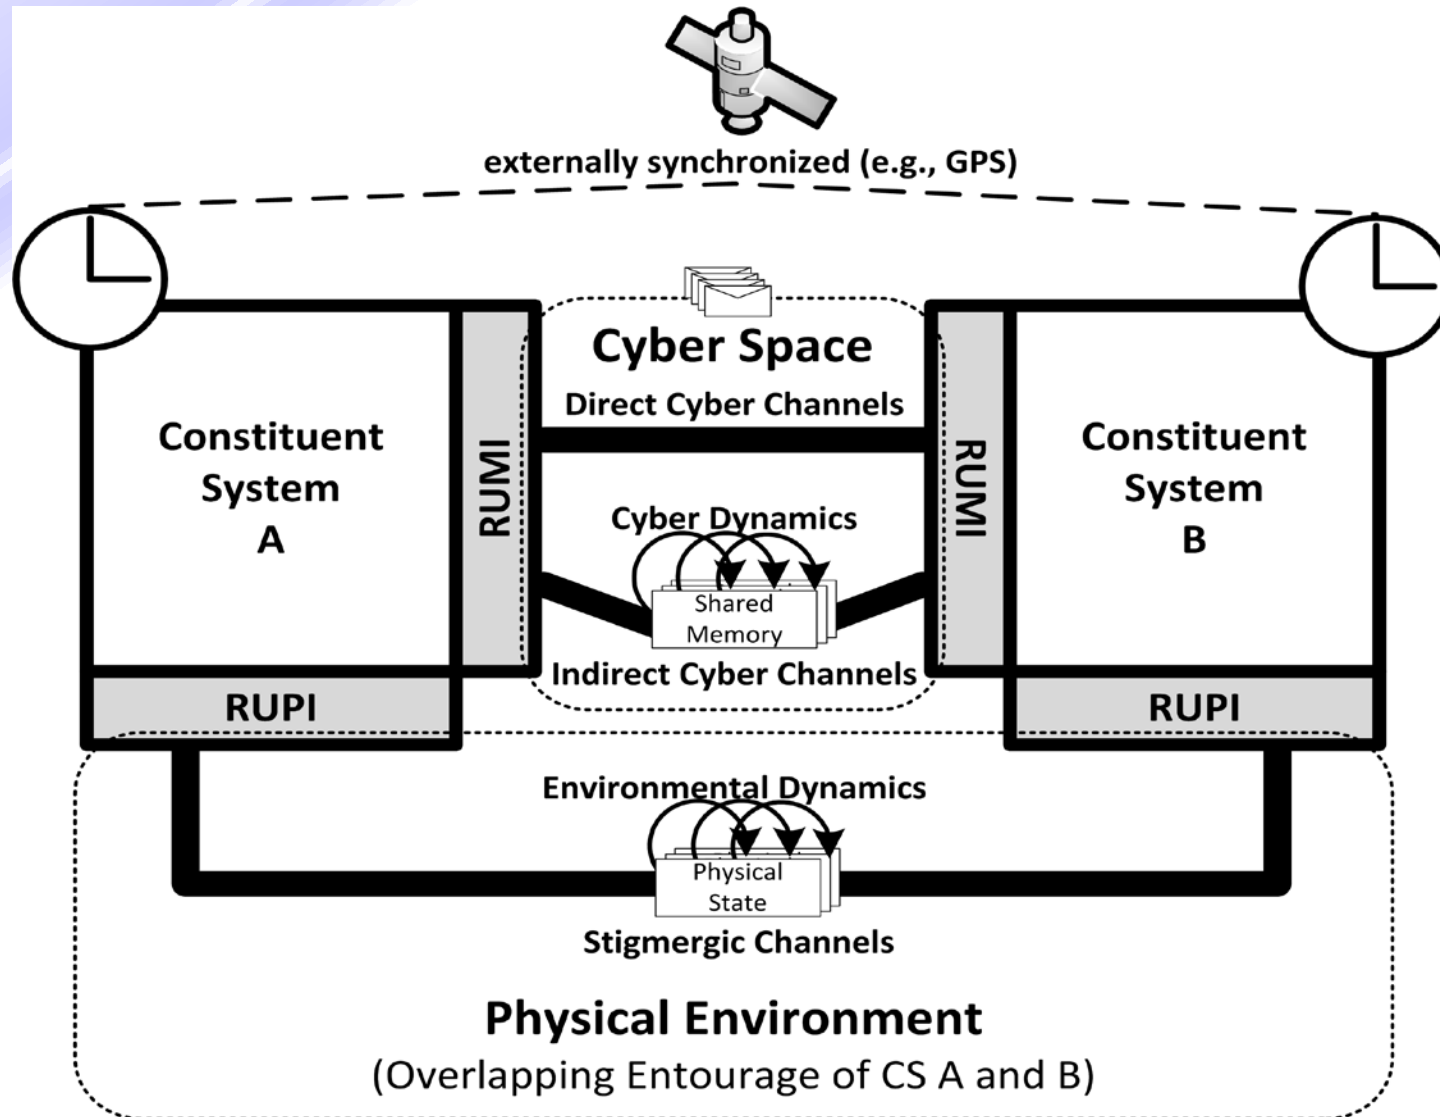 externally synchronized (e.g., GPS)
Cyber Space
Direct Cyber Channels
Constituent
System
A
RUMI
RUMI
Constituent
System
B
Cyber Dynamics
Shared
Memory
Indirect Cyber Channels
RUPI
RUPI
Environmental Dynamics
Physical
State
Stigmergic Channels
Physical Environment
(Overlapping Entourage of CS A and B)